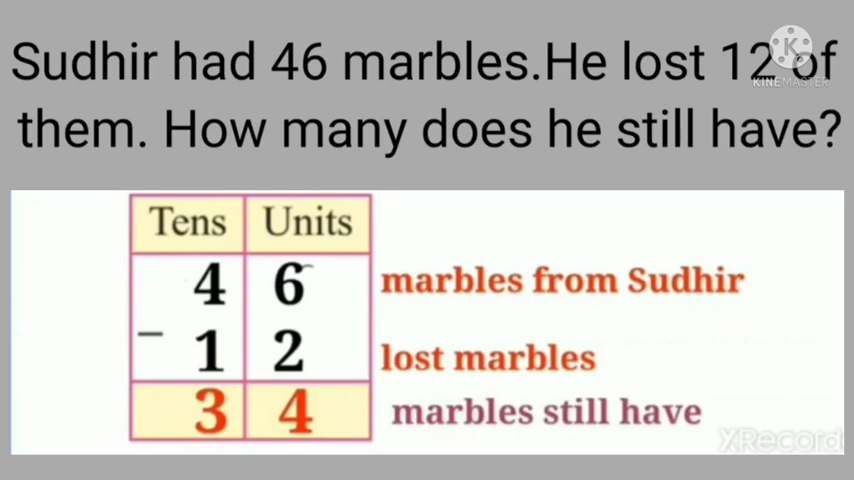 Sudhir had 46 marbles.He lost 12 of
KINEMASTER
them. How many does he still have?
Tens Units
4 6 marbles from Sudhir
- 1 2 lost marbles
3 4 marbles still have
XRecord